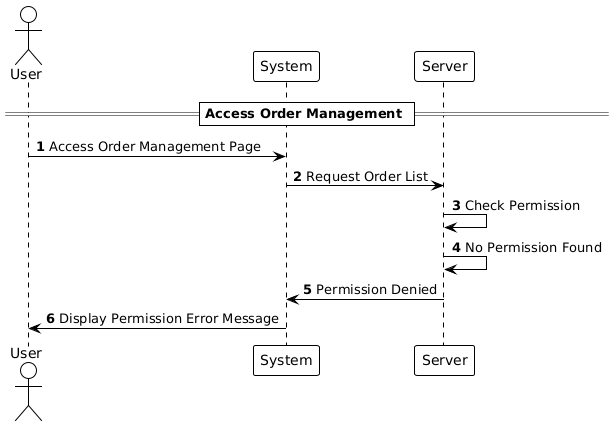 User
System
Server
Access Order Management
1 Access Order Management Page
2 Request Order List
3 Check Permission
4 No Permission Found
5 Permission Denied
6 Display Permission Error Message
User
System
Server